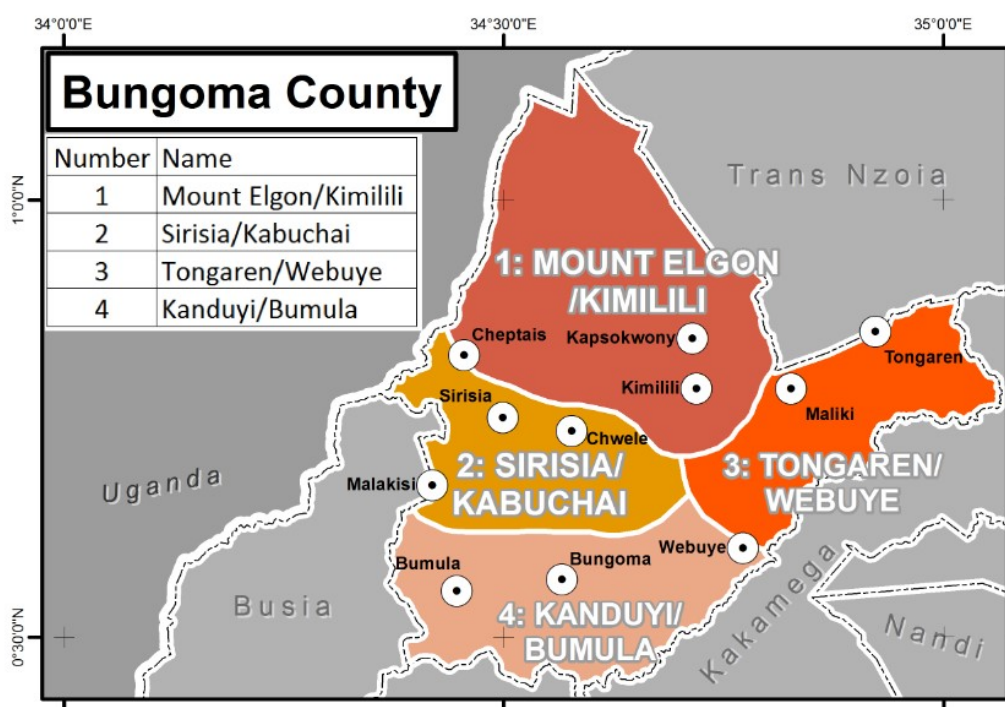 34°0'0"E
34°30'0"E
35°0'0"E
Bungoma County
Number Name
1 Mount Elgon/Kimilili
2 Sirisia/Kabuchai
3 Tongaren/Webuye
4 Kanduyi/Bumula
Trans Nzoia
1°0'0"N
1: MOUNT ELGON
/KIMILILI
Cheptais
Kapsokwony
Tongaren
Kimilili
Sirisia
Maliki
Chwele
2: SIRISIA/
KABUCHAI
3: TONGAREN/
WEBUYE
Malakisi
Uganda
Webuye
Bumula
Bungoma
Busia
4: KANDUYI/
BUMULA
Kakamega
Nandi
0°30'0"N